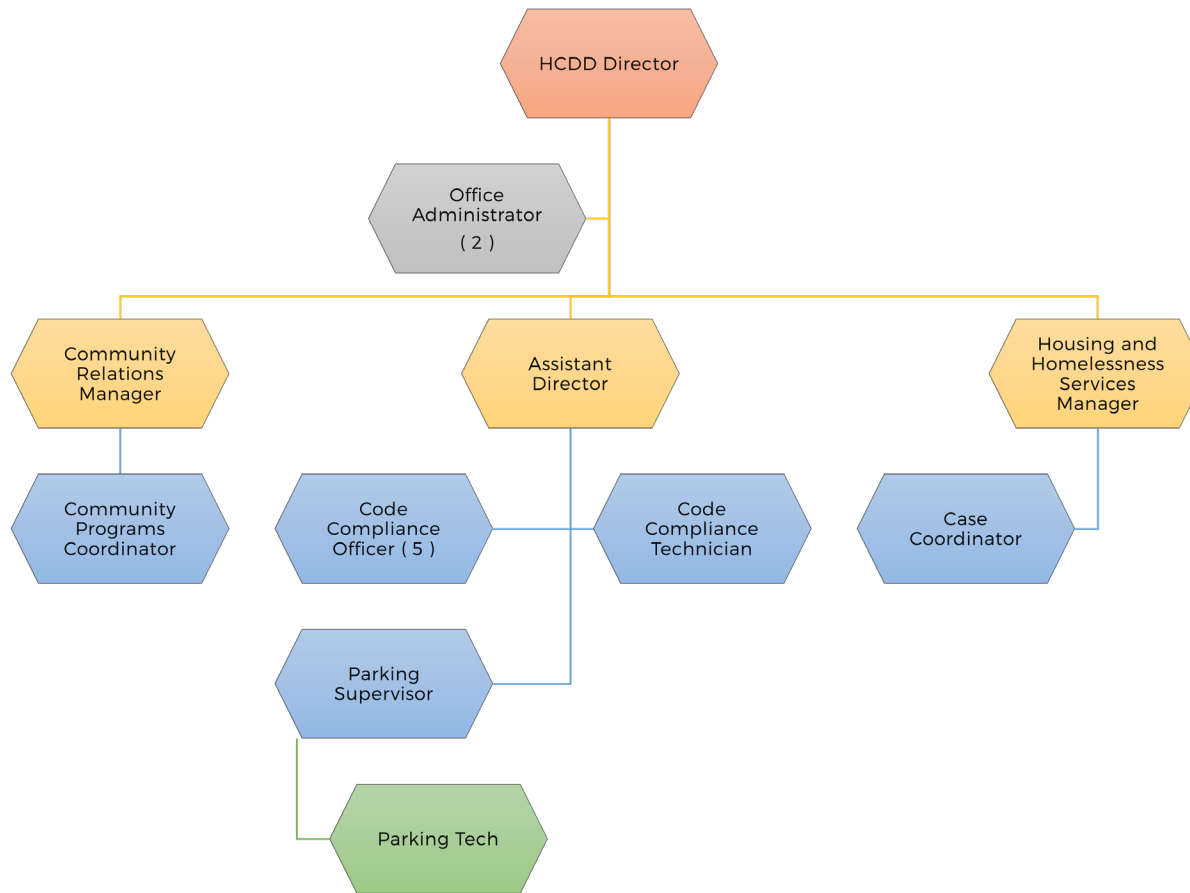 HCDD Director
Office
Administrator
( 2 )
Community
Relations
Manager
Assistant
Director
Housing and
Homelessness
Services
Manager
Community
Programs
Coordinator
Code
Compliance
Officer ( 5 )
Code
Compliance
Technician
Case
Coordinator
Parking
Supervisor
Parking Tech